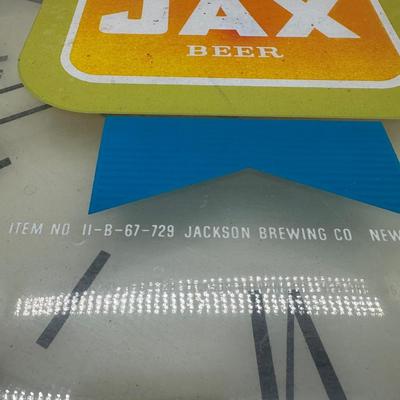 JAX
BEER
ITEM NO 11-B-67-729 JACKSON BREWING CO NEW